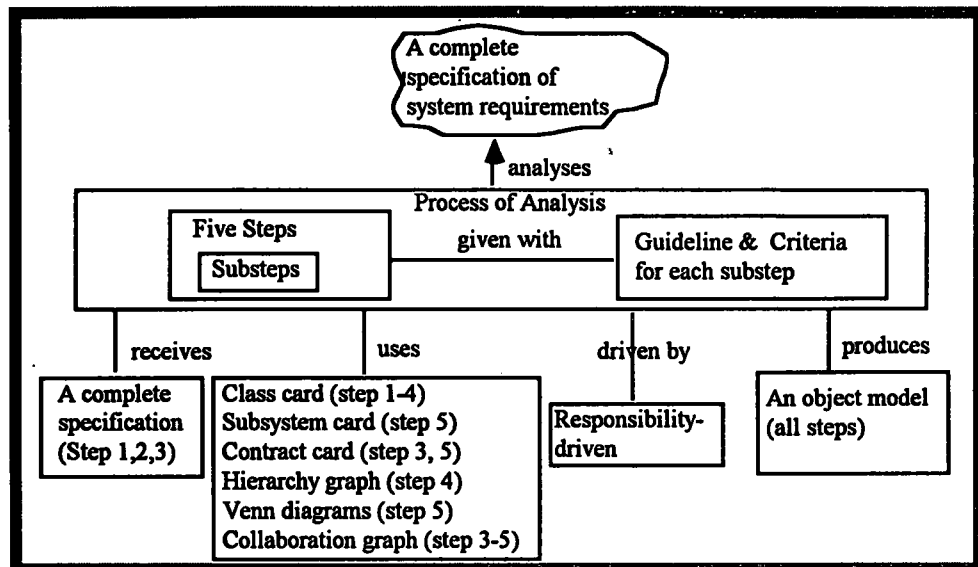 A complete
specification of
system requirements
analyses
Process of Analysis
Five Steps
Substeps
given with
Guideline & Criteria
for each substep
receives
uses
driven by
produces
A complete
specification
(Step 1,2,3)
Class card (step 1-4)
Subsystem card (step 5)
Contract card (step 3, 5)
Hierarchy graph (step 4)
Venn diagrams (step 5)
Collaboration graph (step 3-5)
Responsibility-
driven
An object model
(all steps)